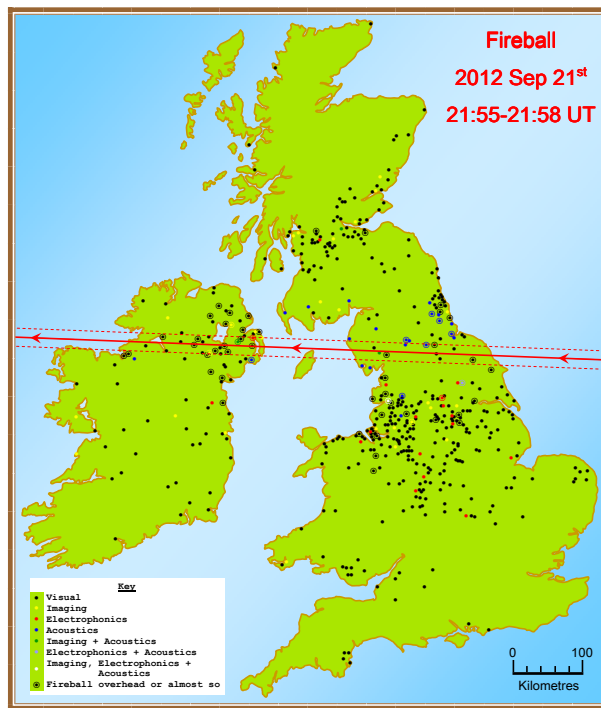 Fireball
2012 Sep 21st
21:55-21:58 UT
Key
Visual
Imaging
Electrophonics
Acoustics
Imaging + Acoustics
Electrophonics + Acoustics
Imaging, Electrophonics +
Acoustics
Fireball overhead or almost so
0 100
Kilometres